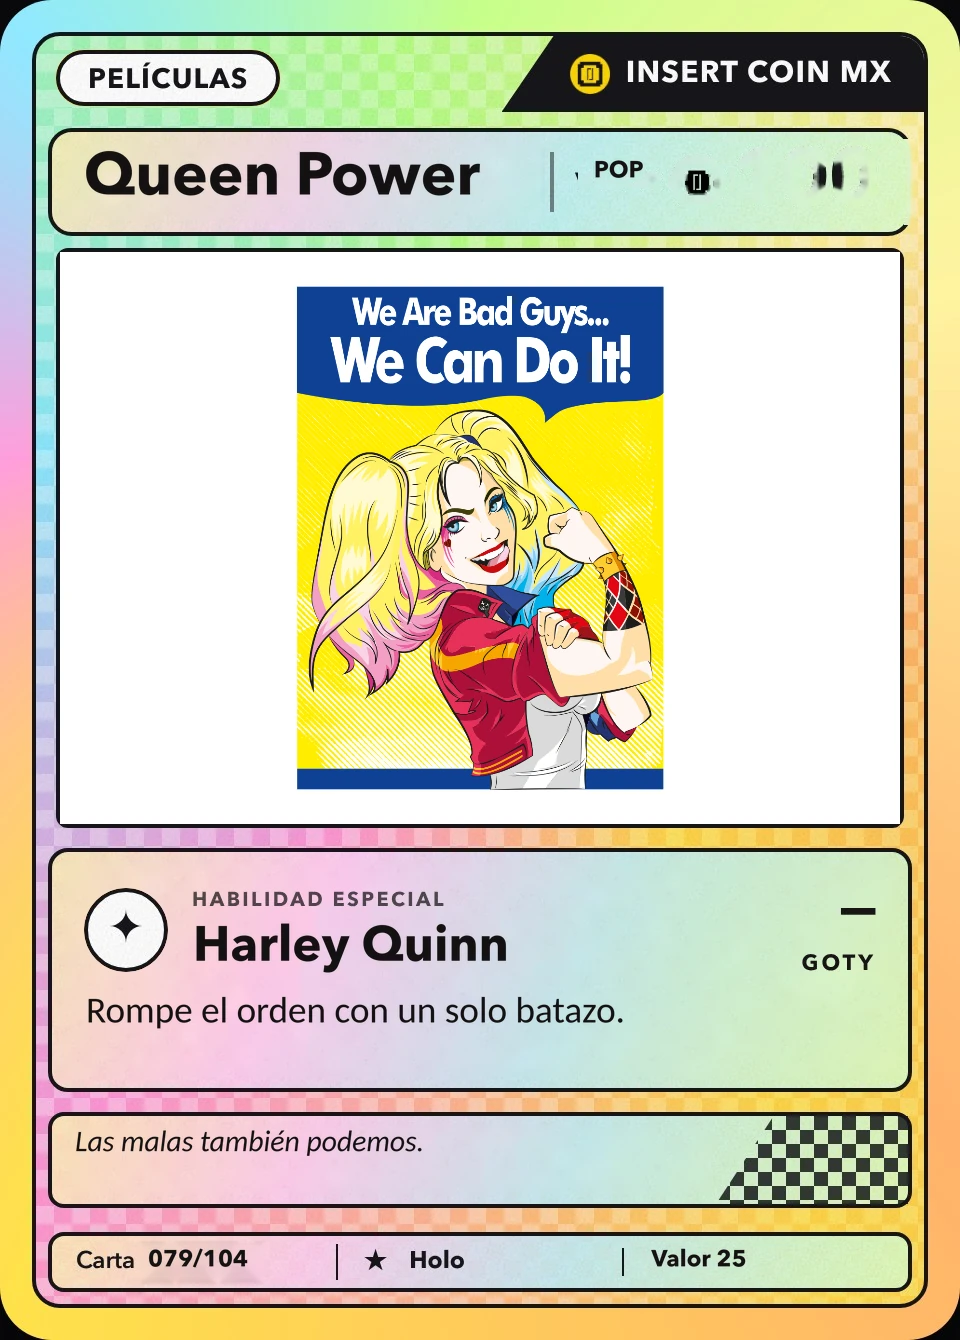 PELÍCULAS
INSERT COIN MX
Queen Power
POP
We Are Bad Guys...
We Can Do It!
HABILIDAD ESPECIAL
Harley Quinn
GOTY
Rompe el orden con un solo batazo.
Las malas también podemos.
Carta 079/104
★ Holo
Valor 25